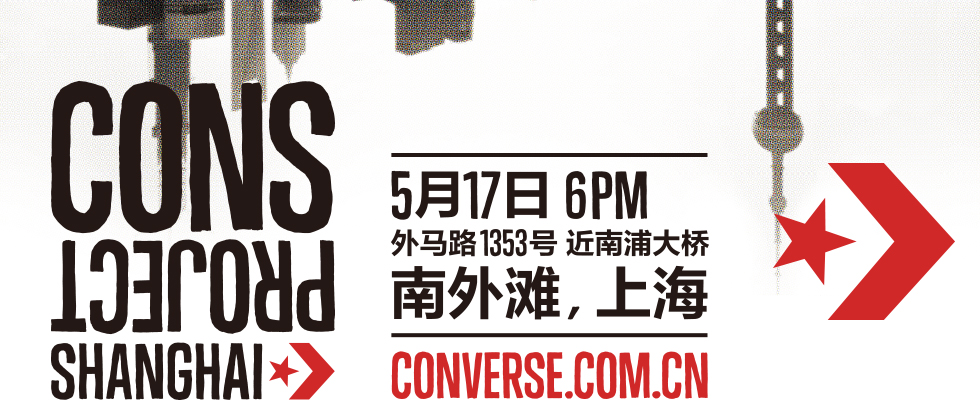 CONS
PROJECT
SHANGHAI
5月17日 6PM
外马路1353号 近南浦大桥
南外滩, 上海
CONVERSE.COM.CN